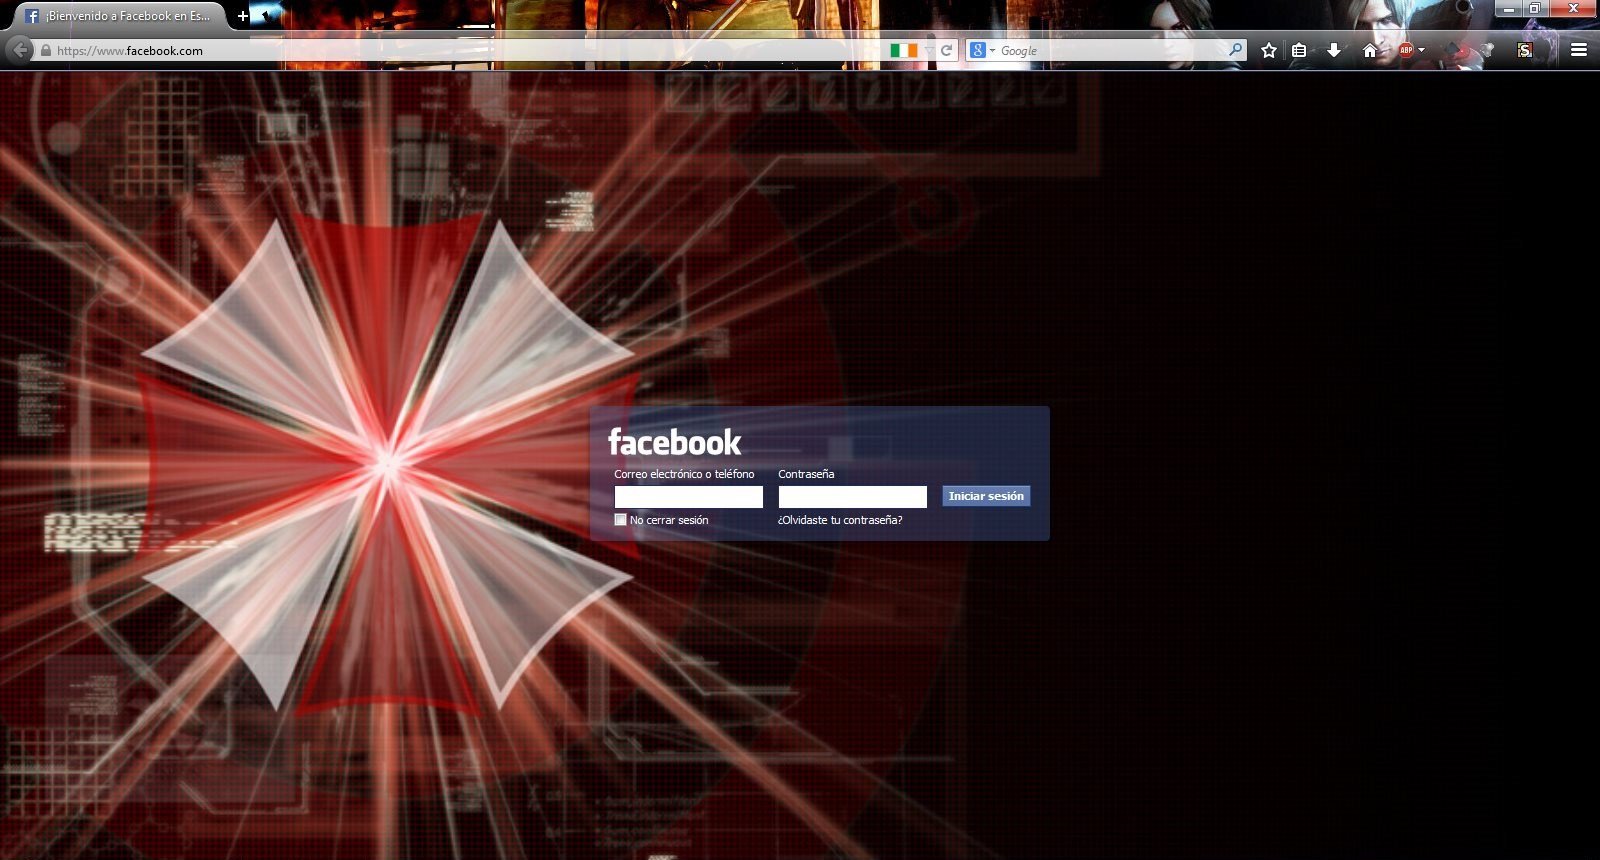 ¡Bienvenido a Facebook en Es...
https://www.facebook.com
Google
ABP
facebook
Correo electrónico o teléfono
Contraseña
Iniciar sesión
No cerrar sesión
¿Olvidaste tu contraseña?